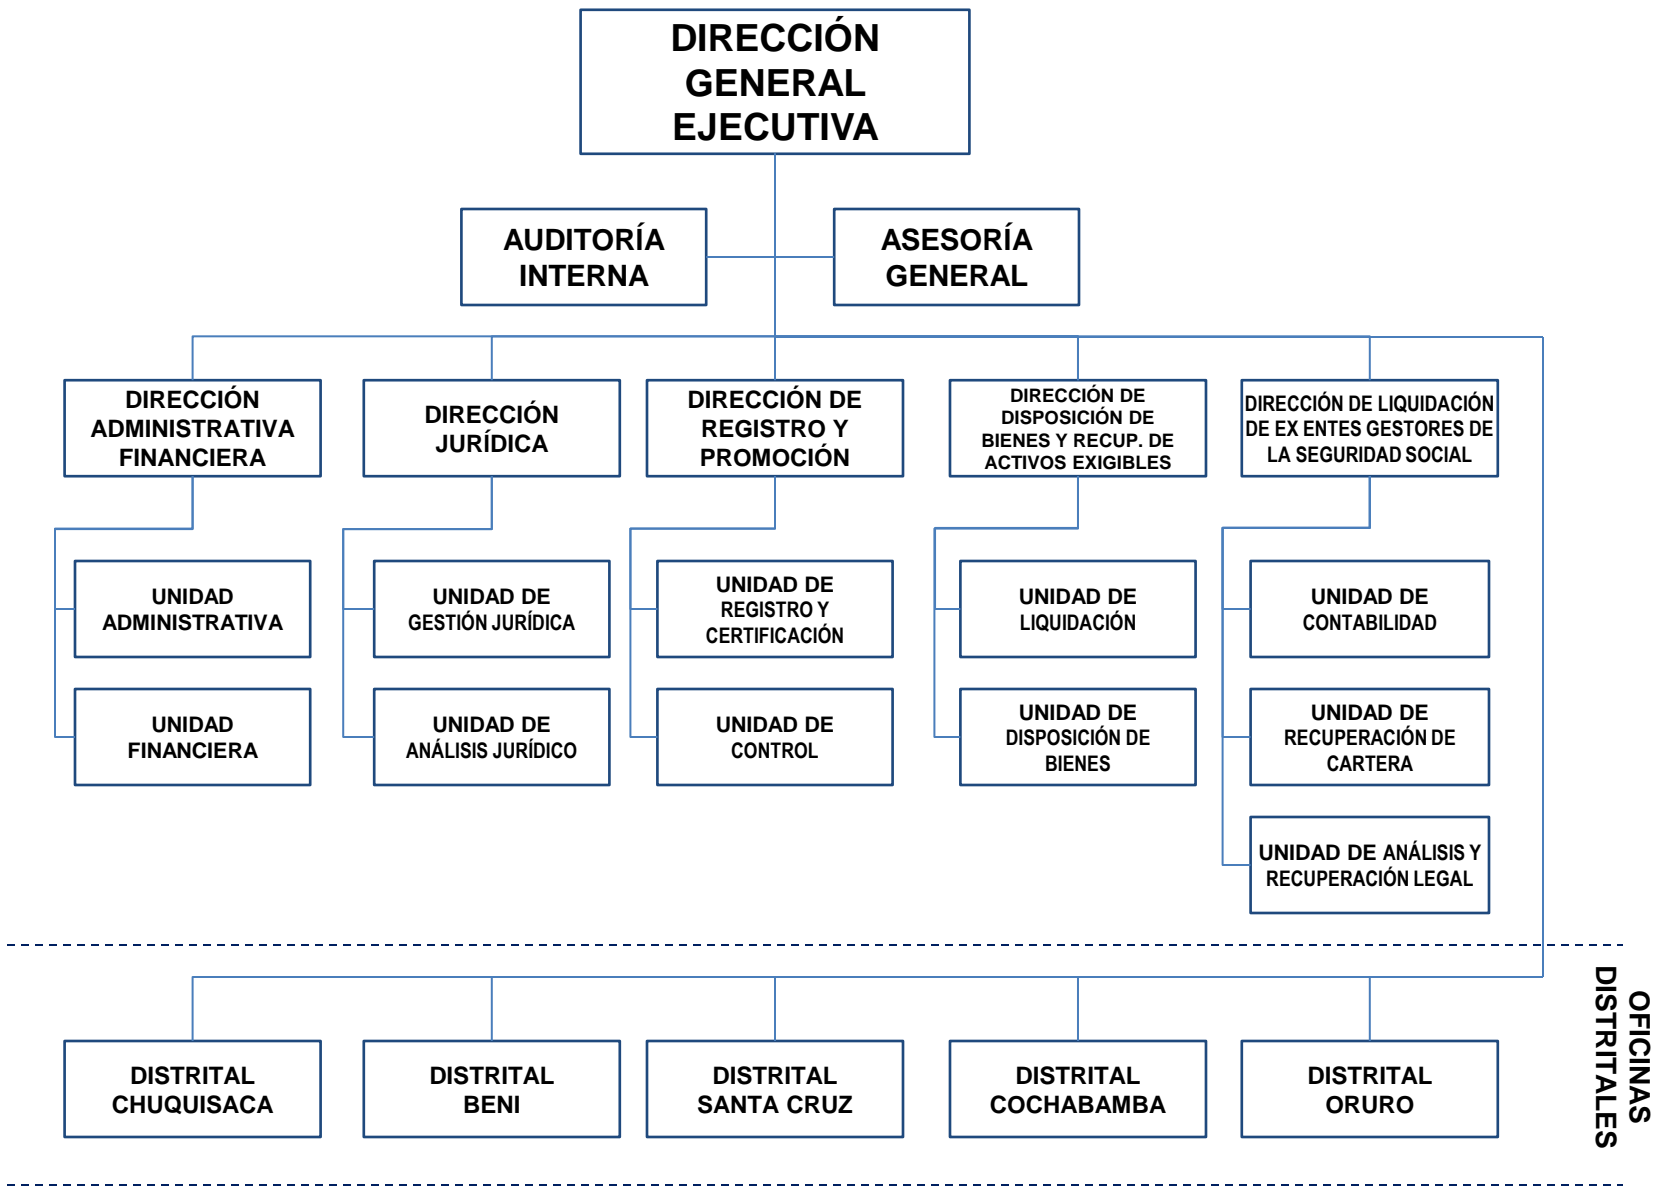 DIRECCIÓN
GENERAL
EJECUTIVA
AUDITORÍA
INTERNA
ASESORÍA
GENERAL
DIRECCIÓN
ADMINISTRATIVA
FINANCIERA
DIRECCIÓN
JURÍDICA
DIRECCIÓN DE
REGISTRO Y
PROMOCIÓN
DIRECCIÓN DE
DISPOSICIÓN DE
BIENES Y RECUP. DE
ACTIVOS EXIGIBLES
DIRECCIÓN DE LIQUIDACIÓN
DE EX ENTES GESTORES DE
LA SEGURIDAD SOCIAL
UNIDAD
ADMINISTRATIVA
UNIDAD DE
GESTIÓN JURÍDICA
UNIDAD DE
REGISTRO Y
CERTIFICACIÓN
UNIDAD DE
LIQUIDACIÓN
UNIDAD DE
CONTABILIDAD
UNIDAD
FINANCIERA
UNIDAD DE
ANÁLISIS JURÍDICO
UNIDAD DE
CONTROL
UNIDAD DE
DISPOSICIÓN DE
BIENES
UNIDAD DE
RECUPERACIÓN DE
CARTERA
UNIDAD DE ANÁLISIS Y
RECUPERACIÓN LEGAL
OFICINAS
DISTRITALES
DISTRITAL
CHUQUISACA
DISTRITAL
BENI
DISTRITAL
SANTA CRUZ
DISTRITAL
COCHABAMBA
DISTRITAL
ORURO